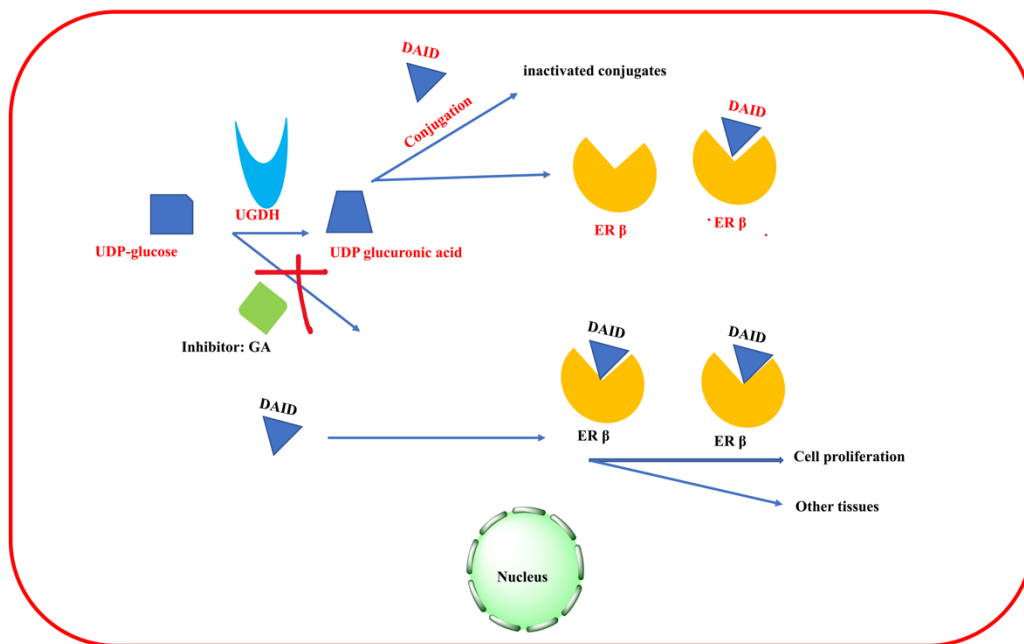 DAID
inactivated conjugates
Conjugation
DAID
UGDH
ER β
ER β
UDP-glucose
UDP glucuronic acid
DAID
DAID
Inhibitor: GA
DAID
ER β
ER β
Cell proliferation
Other tissues
Nucleus